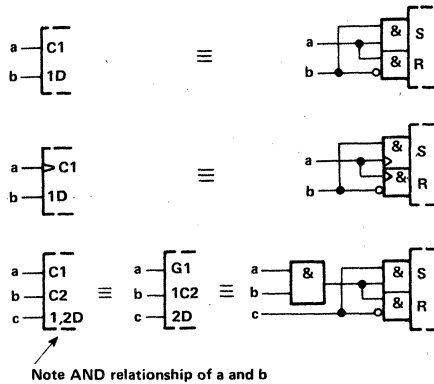 a C1 ≡ a & S
b 1D b & R
a C1 ≡ a & S
b 1D b & R
a C1 ≡ a G1 ≡ a & & S
b C2 b 1C2 b & R
c 1,2D c 2D c
Note AND relationship of a and b